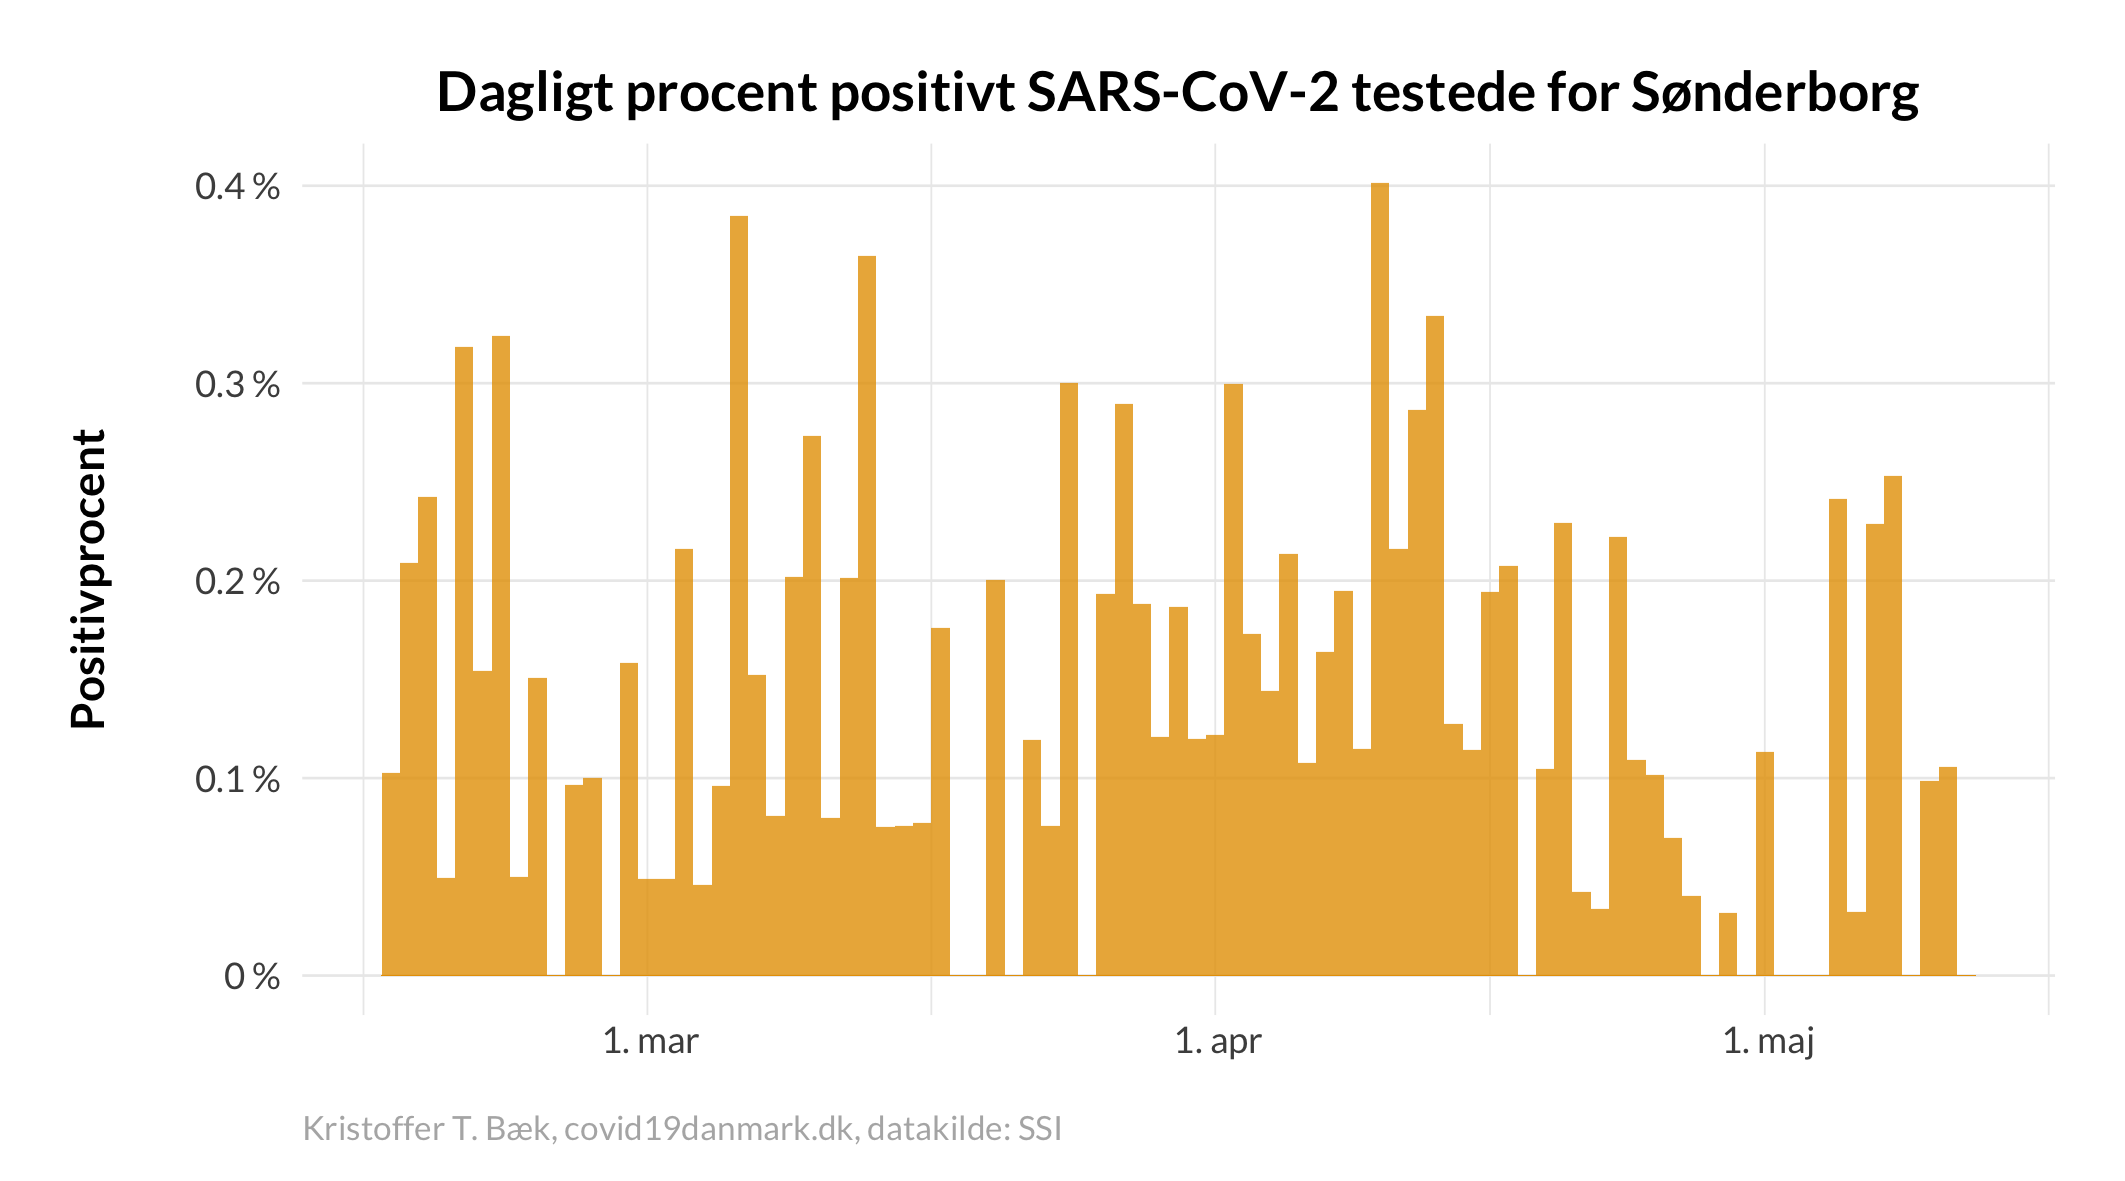 Dagligt procent positivt SARS-CoV-2 testede for Sønderborg
Positivprocent
0.4 %
0.3 %
0.2 %
0.1 %
0 %
1. mar
1. apr
1. maj
Kristoffer T. Bæk, covid19danmark.dk, datakilde: SSI